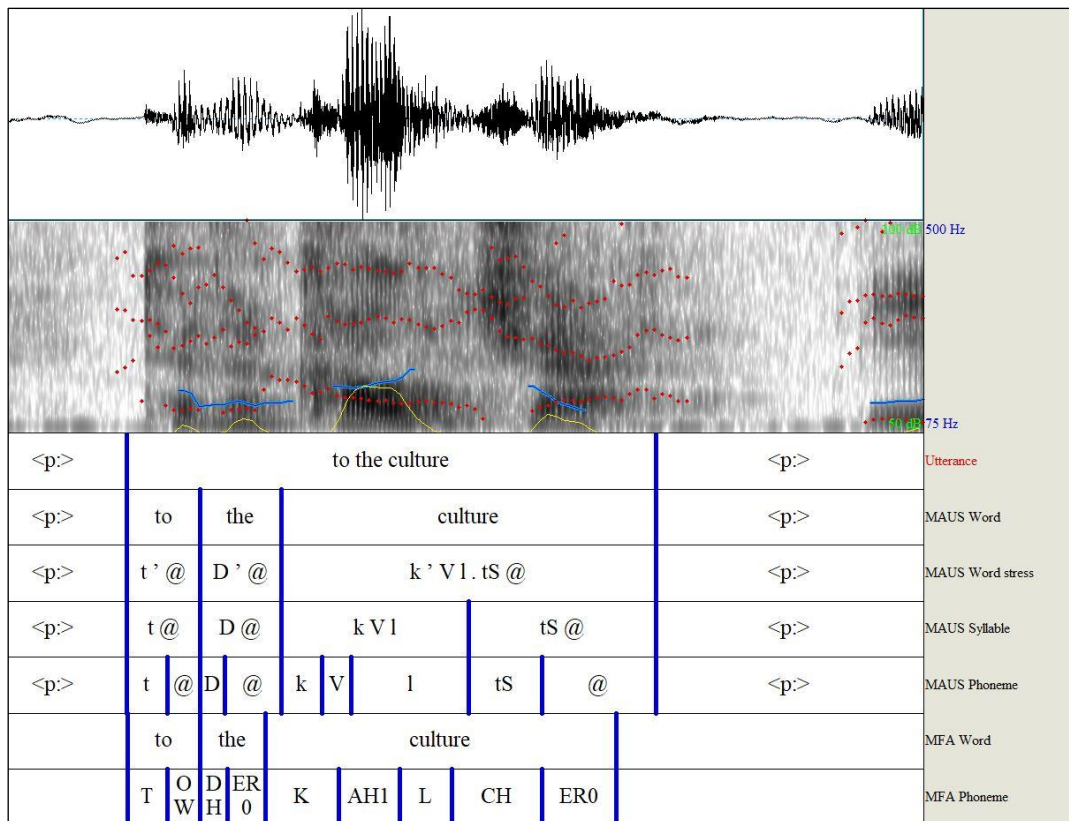 100 dB 500 Hz
50 dB 75 Hz
<p:> to the culture <p:> Utterance
<p:> to the culture <p:> MAUS Word
<p:> t ’ @ D ’ @ k ’ V l . tS @ <p:> MAUS Word stress
<p:> t @ D @ k V l tS @ <p:> MAUS Syllable
<p:> t @ D @ k V l tS @ <p:> MAUS Phoneme
to the culture MFA Word
T OW DH ER0 K AH1 L CH ER0 MFA Phoneme